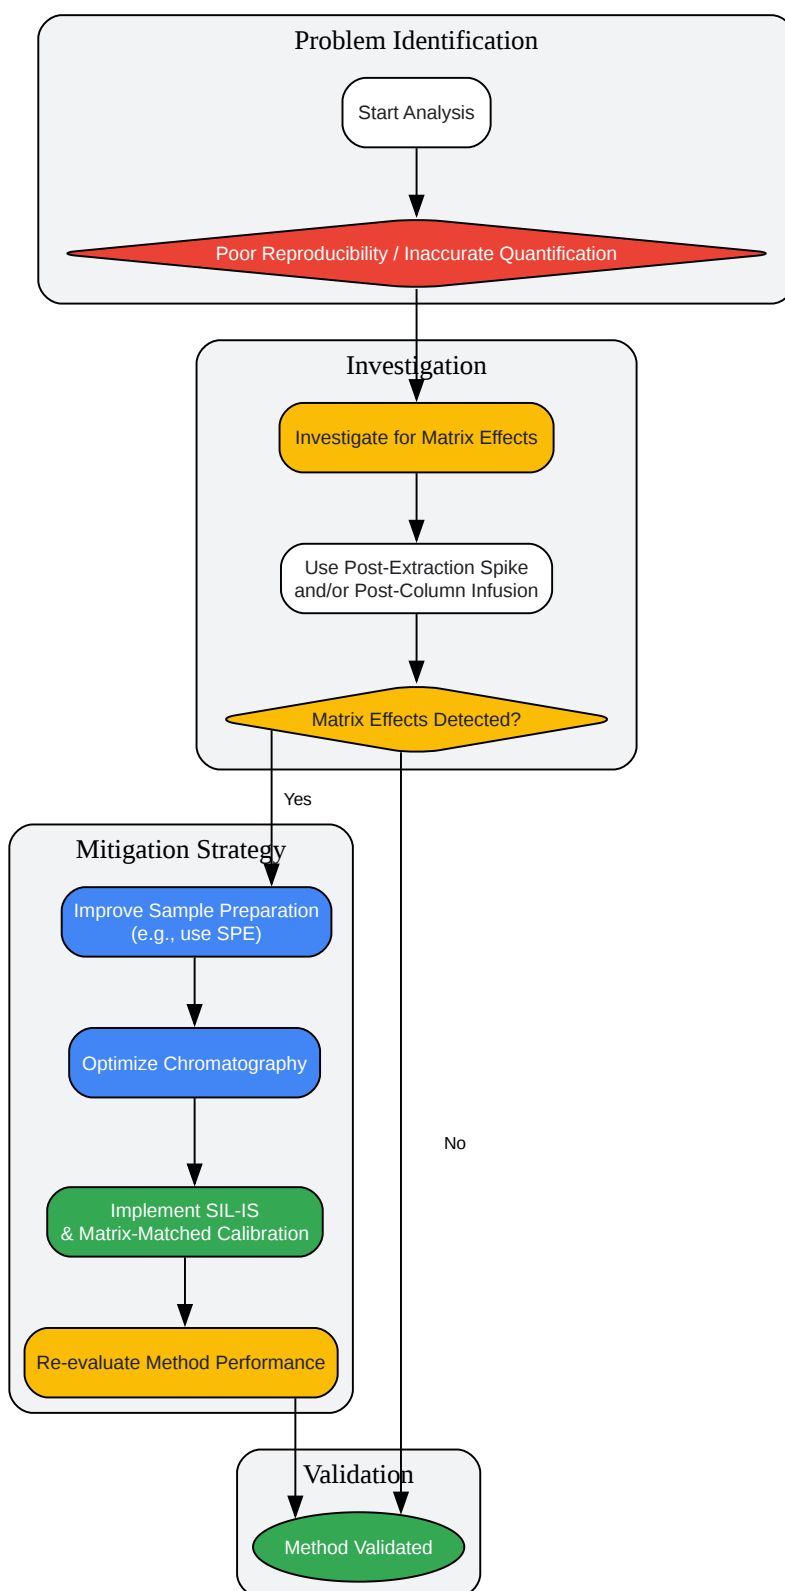 Problem Identification
Start Analysis
Poor Reproducibility / Inaccurate Quantification
Investigation
Investigate for Matrix Effects
Use Post-Extraction Spike
and/or Post-Column Infusion
Matrix Effects Detected?
Yes
Mitigation Strategy
Improve Sample Preparation
(e.g., use SPE)
Optimize Chromatography
No
Implement SIL-IS
& Matrix-Matched Calibration
Re-evaluate Method Performance
Validation
Method Validated